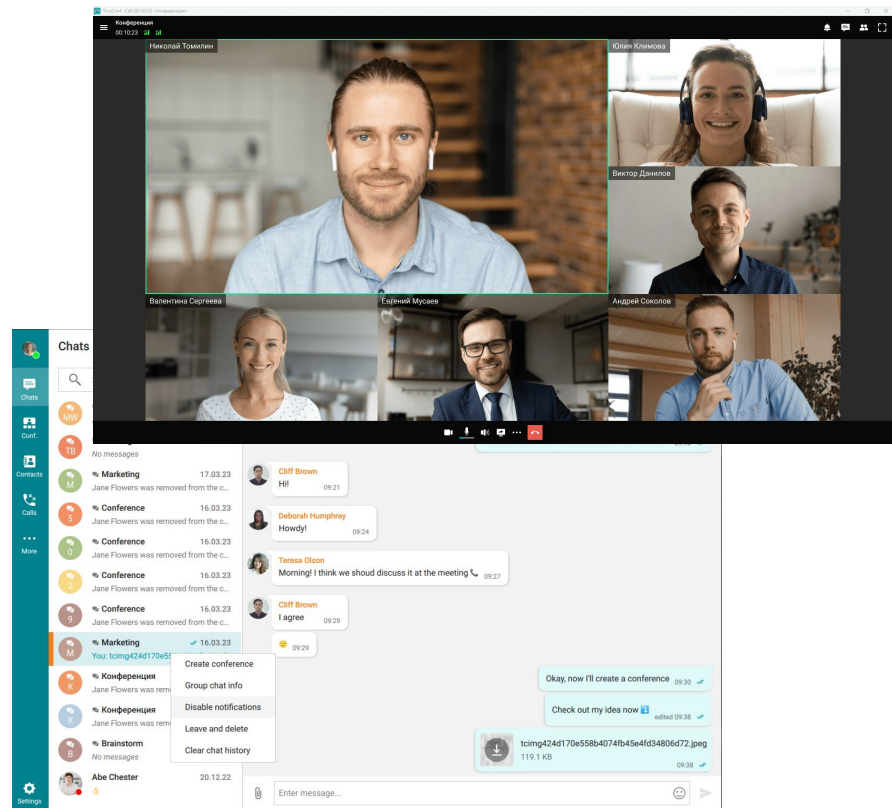 Конференция
00:10:23
Николай Томилин
Юлия Климова
Виктор Данилов
Валентина Сергеева
Евгений Мусаев
Андрей Соколов
Chats
Chats
Conf.
Contacts
Calls
More
Settings
MW
TB
No messages
M
Marketing 17.03.23
Jane Flowers was removed from the c...
5
Conference 16.03.23
Jane Flowers was removed from the c...
0
Conference 16.03.23
Jane Flowers was removed from the c...
2
Conference 16.03.23
Jane Flowers was removed from the c...
9
Conference 16.03.23
Jane Flowers was removed from the c...
M
Marketing 16.03.23
You: tcimg424d170e55
K
Конференция
Jane Flowers was rem
K
Конференция
Jane Flowers was rem
B
Brainstorm
No messages
Abe Chester 20.12.22
Create conference
Group chat info
Disable notifications
Leave and delete
Clear chat history
Cliff Brown
Hi! 09:21
Deborah Humphrey
Howdy! 09:24
Teresa Olson
Morning! I think we shoud discuss it at the meeting 📞 09:27
Cliff Brown
I agree 09:29
🙂 09:29
Okay, now I'll create a conference 09:30
Check out my idea now ⬇️ edited 09:38
tcimg424d170e558b4074fb45e4fd34806d72.jpeg
119.1 KB
09:38
Enter message...